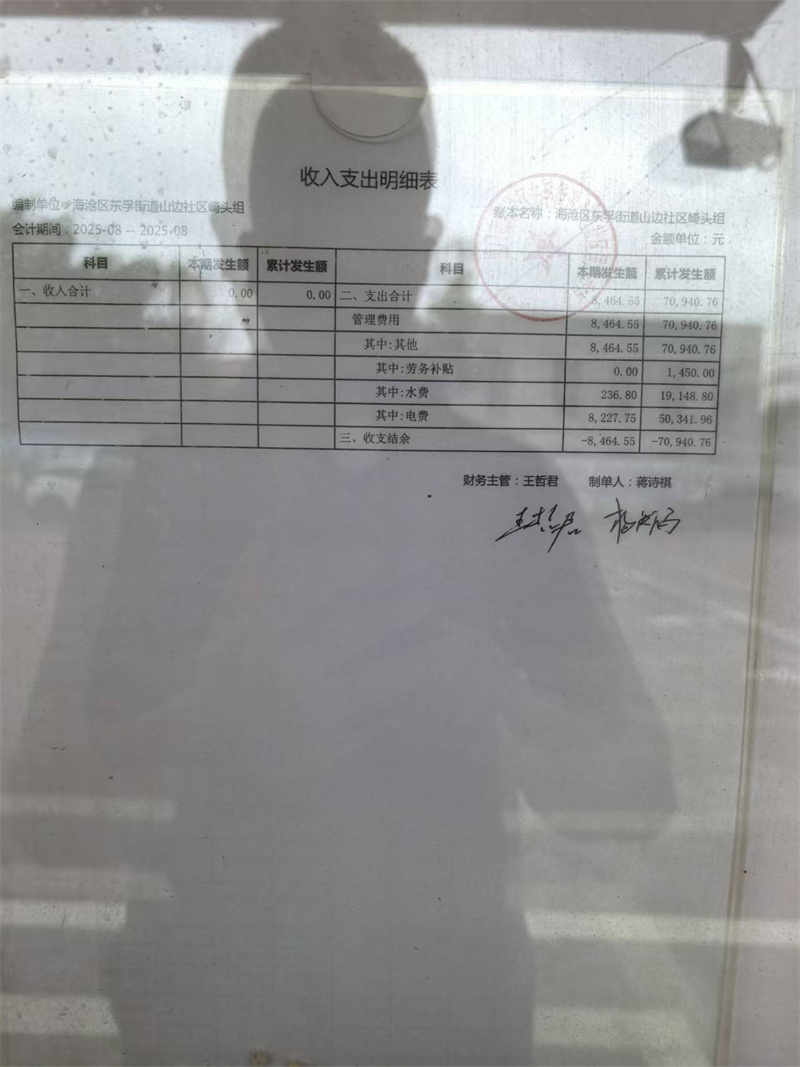 收入支出明细表
编制单位：海沧区东孚街道山边社区崎头组 账本名称：海沧区东孚街道山边社区崎头组
会计期间：2025-08 -- 2025-08 金额单位：元
科目 本期发生额 累计发生额 科目 本期发生额 累计发生额
一、收入合计 0.00 0.00 二、支出合计 8,464.55 70,940.76
管理费用 8,464.55 70,940.76
其中:其他 8,464.55 70,940.76
其中:劳务补贴 0.00 1,450.00
其中:水费 236.80 19,148.80
其中:电费 8,227.75 50,341.96
三、收支结余 -8,464.55 -70,940.76
财务主管：王哲君 制单人：蒋诗祺
王哲君